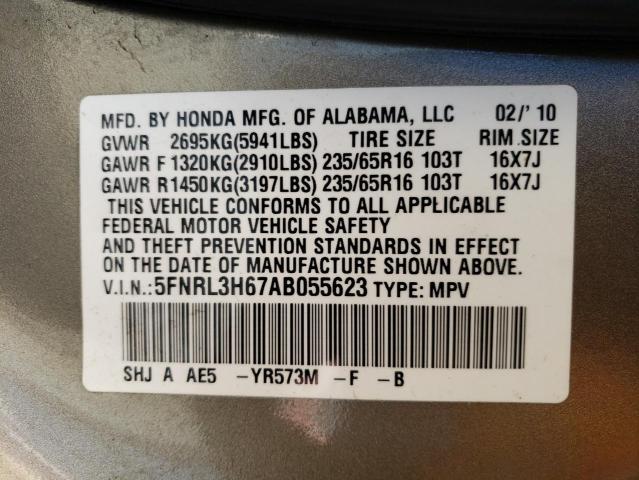 MFD. BY HONDA MFG. OF ALABAMA, LLC 02/'10
GVWR 2695KG(5941LBS) TIRE SIZE RIM SIZE
GAWR F 1320KG(2910LBS) 235/65R16 103T 16X7J
GAWR R 1450KG(3197LBS) 235/65R16 103T 16X7J
THIS VEHICLE CONFORMS TO ALL APPLICABLE
FEDERAL MOTOR VEHICLE SAFETY
AND THEFT PREVENTION STANDARDS IN EFFECT
ON THE DATE OF MANUFACTURE SHOWN ABOVE.
V.I.N.: 5FNRL3H67AB055623 TYPE: MPV
SHJ A AE5 -YR573M -F -B